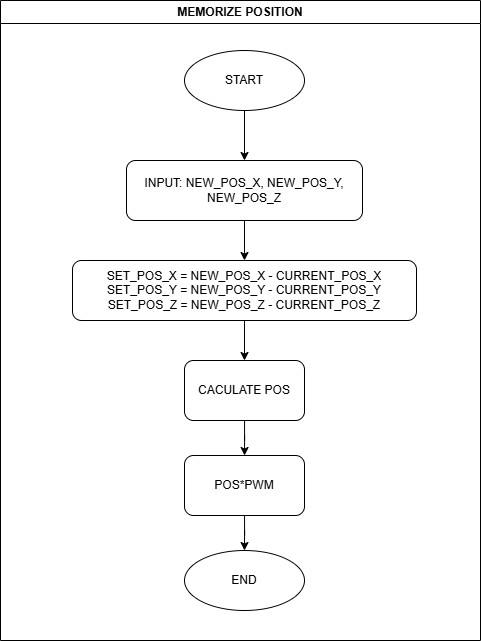 MEMORIZE POSITION
START
INPUT: NEW_POS_X, NEW_POS_Y,
NEW_POS_Z
SET_POS_X = NEW_POS_X - CURRENT_POS_X
SET_POS_Y = NEW_POS_Y - CURRENT_POS_Y
SET_POS_Z = NEW_POS_Z - CURRENT_POS_Z
CACULATE POS
POS*PWM
END